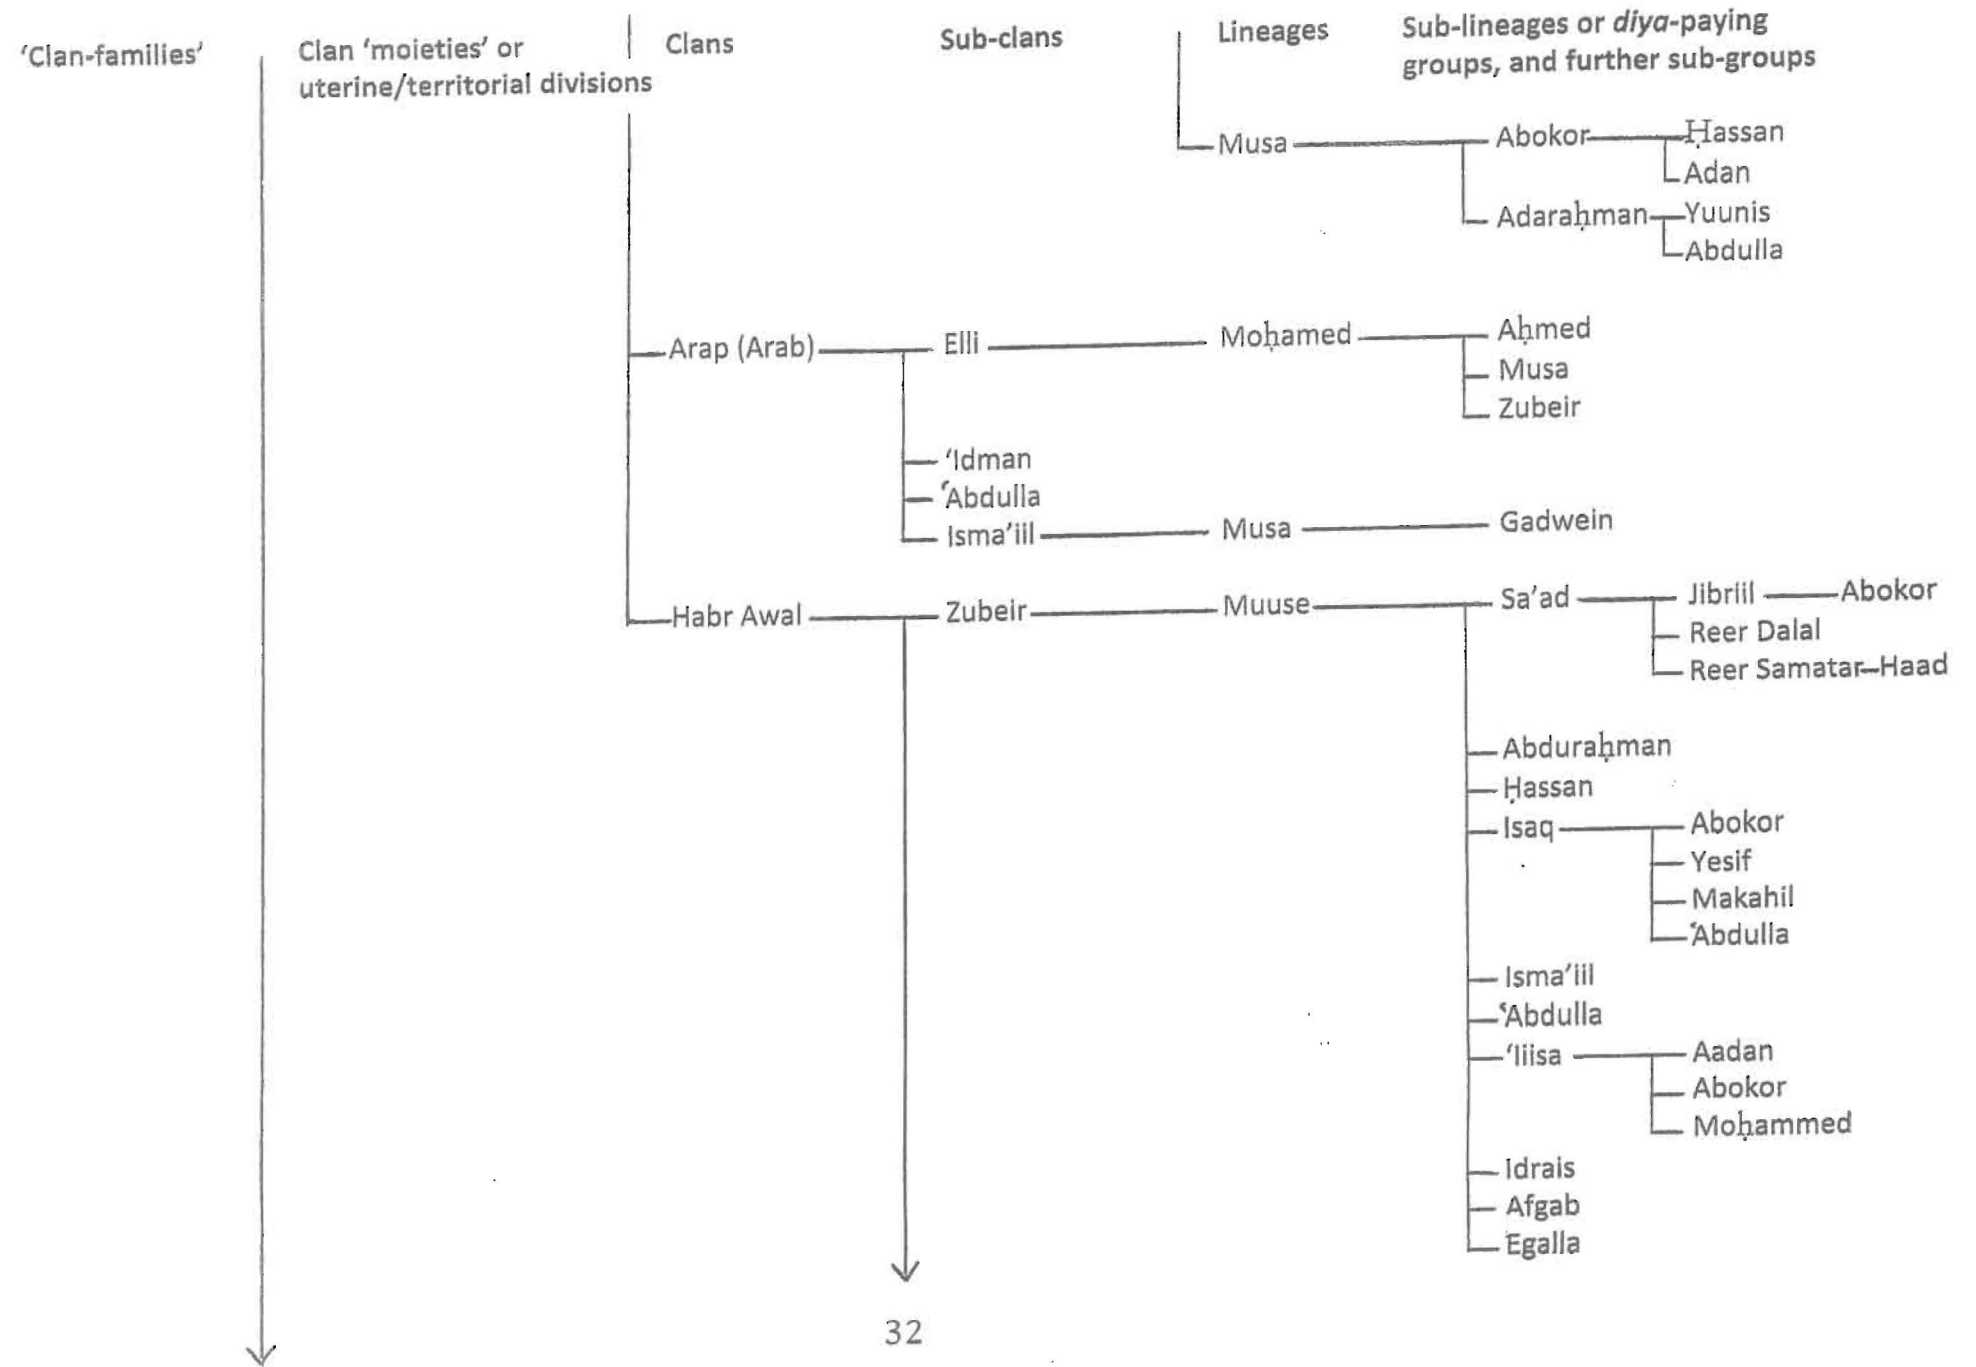 'Clan-families'
Clan 'moieties' or
uterine/territorial divisions
Clans
Sub-clans
Lineages
Sub-lineages or diya-paying
groups, and further sub-groups
Musa
Abokor
Ḥassan
Adan
Adaraḥman
Yuunis
Abdulla
Arap (Arab)
Elli
Moḥamed
Aḥmed
Musa
Zubeir
'Idman
'Abdulla
Isma'iil
Musa
Gadwein
Habr Awal
Zubeir
Muuse
Sa'ad
Jibriil
Abokor
Reer Dalal
Reer Samatar
Haad
Abduraḥman
Ḥassan
Isaq
Abokor
Yesif
Makahil
'Abdulla
Isma'iil
'Abdulla
'Iiisa
Aadan
Abokor
Moḥammed
Idrais
Afgab
Egalla
32